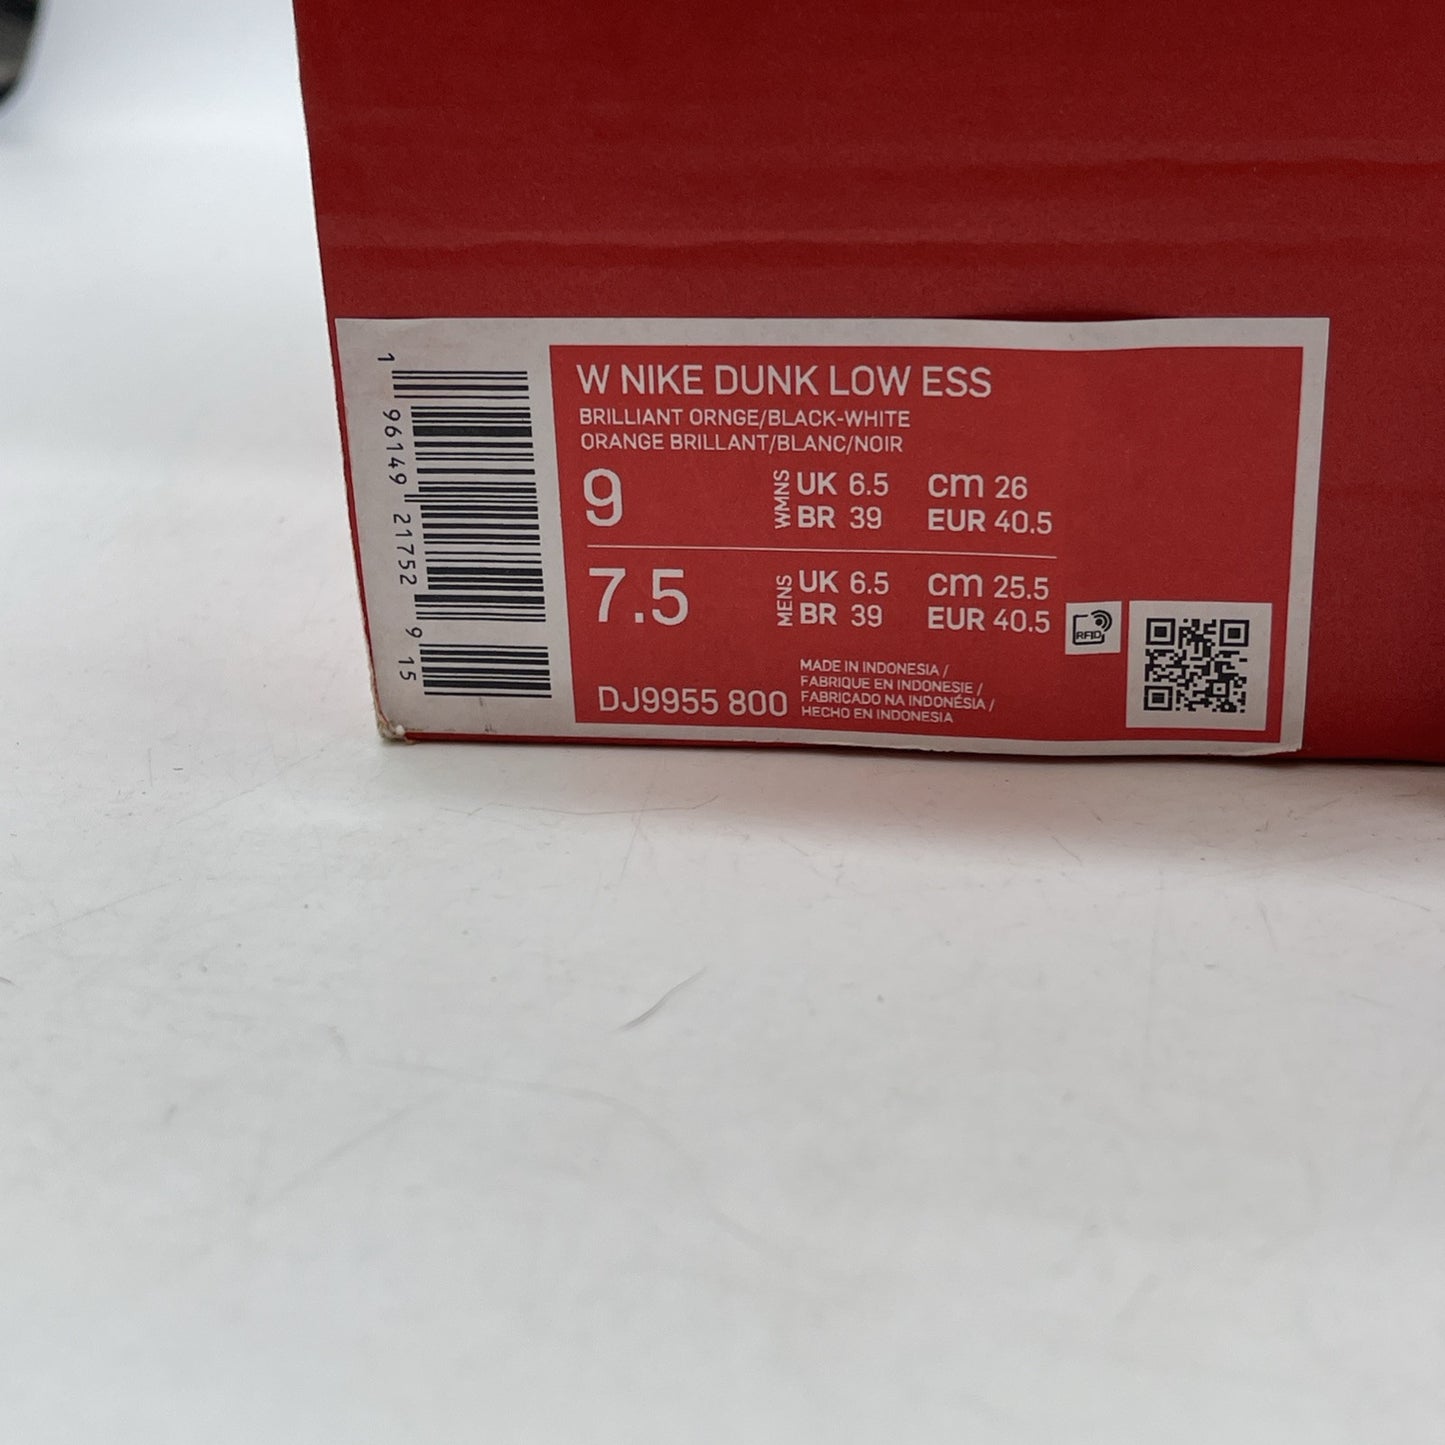 W NIKE DUNK LOW ESS
BRILLIANT ORNGE/BLACK-WHITE
ORANGE BRILLANT/BLANC/NOIR
9
WMNS
UK 6.5 cm 26
BR 39 EUR 40.5
7.5
MENS
UK 6.5 cm 25.5
BR 39 EUR 40.5
RFID
DJ9955 800
MADE IN INDONESIA /
FABRIQUE EN INDONESIE /
FABRICADO NA INDONÉSIA /
HECHO EN INDONESIA
1 96149 21752 9 15